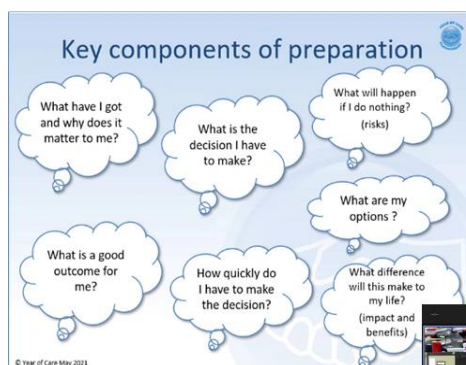 Key components of preparation
What have I got
and why does it
matter to me?
What is the
decision I have
to make?
What will happen
if I do nothing?
(risks)
What are my
options ?
What is a good
outcome for
me?
How quickly do
I have to make
the decision?
What difference
will this make to
my life?
(impact and
benefits)
© Year of Care May 2021